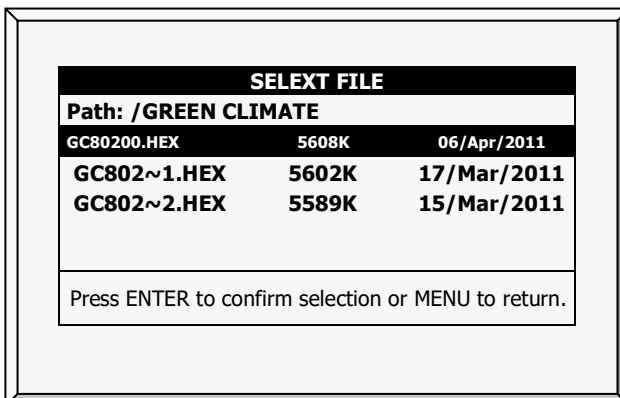 SELEXT FILE
Path: /GREEN CLIMATE
GC80200.HEX 5608K 06/Apr/2011
GC802~1.HEX 5602K 17/Mar/2011
GC802~2.HEX 5589K 15/Mar/2011
Press ENTER to confirm selection or MENU to return.